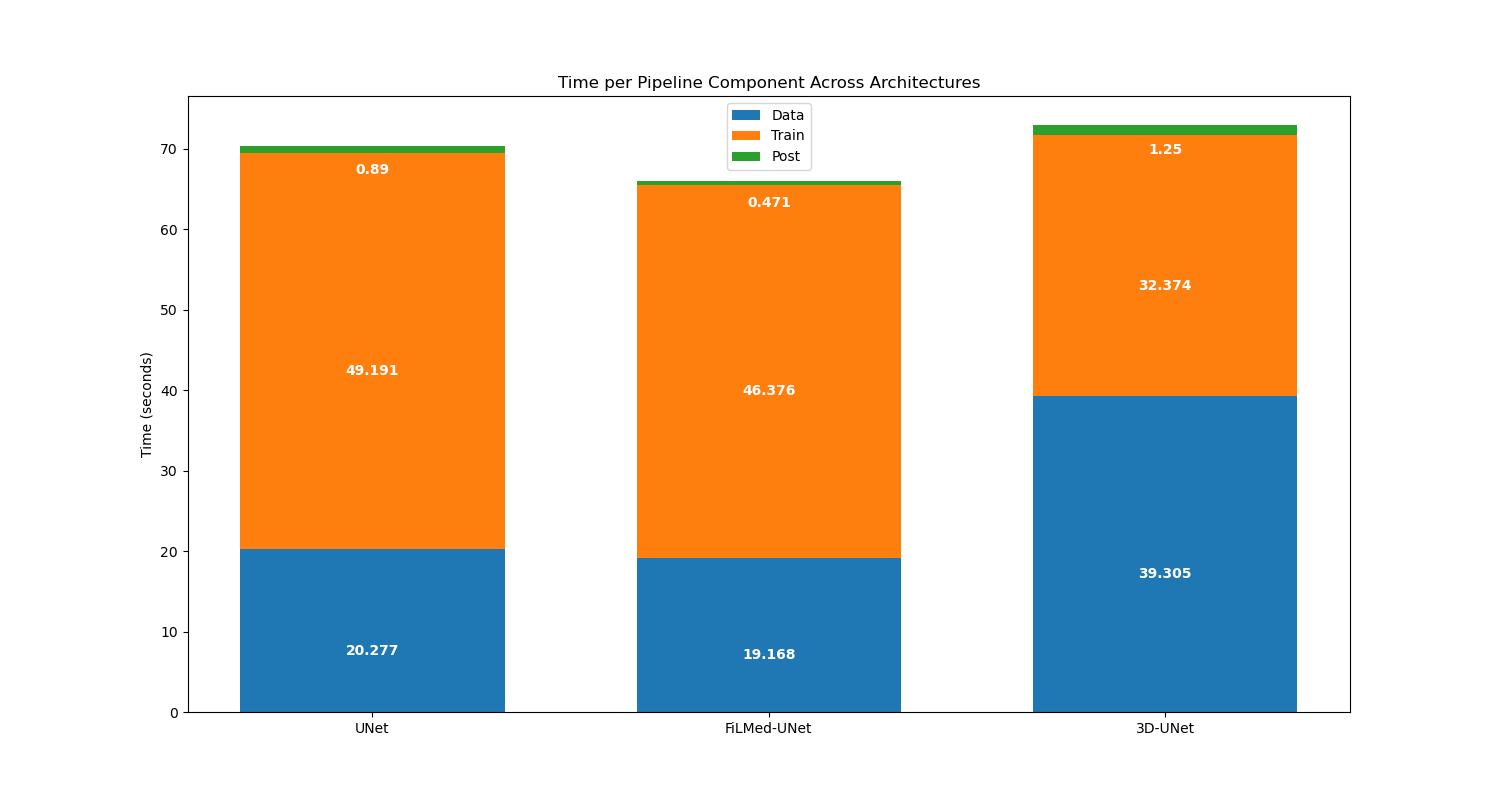 Time per Pipeline Component Across Architectures
Data
Train
Post
70
60
50
40
30
20
10
0
Time (seconds)
0.89
49.191
20.277
0.471
46.376
19.168
1.25
32.374
39.305
UNet
FiLMed-UNet
3D-UNet